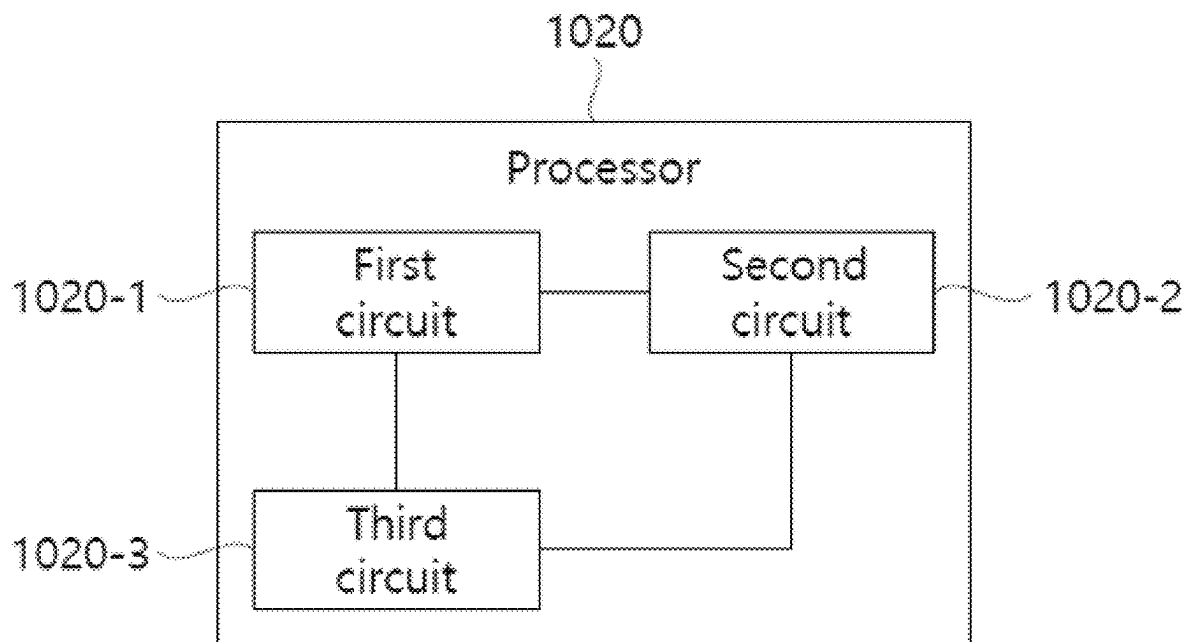 1020
Processor
First
circuit
Second
circuit
1020-1
1020-2
Third
circuit
1020-3